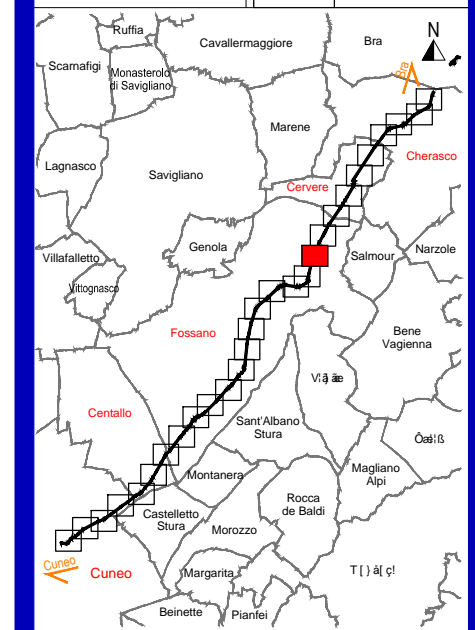 Ruffia
Cavallermaggiore
Bra
N
Scarnafigi
Monasterolo
di Savigliano
Bra
Marene
Cherasco
Lagnasco
Savigliano
Cervere
Genola
Salmour
Narzole
Villafalletto
Vittognasco
Fossano
Bene
Vagienna
Centallo
Sant'Albano
Stura
Magliano
Alpi
Montanera
Rocca
de Baldi
Castelletto
Stura
Morozzo
Cuneo
Cuneo
Margarita
Beinette
Pianfei